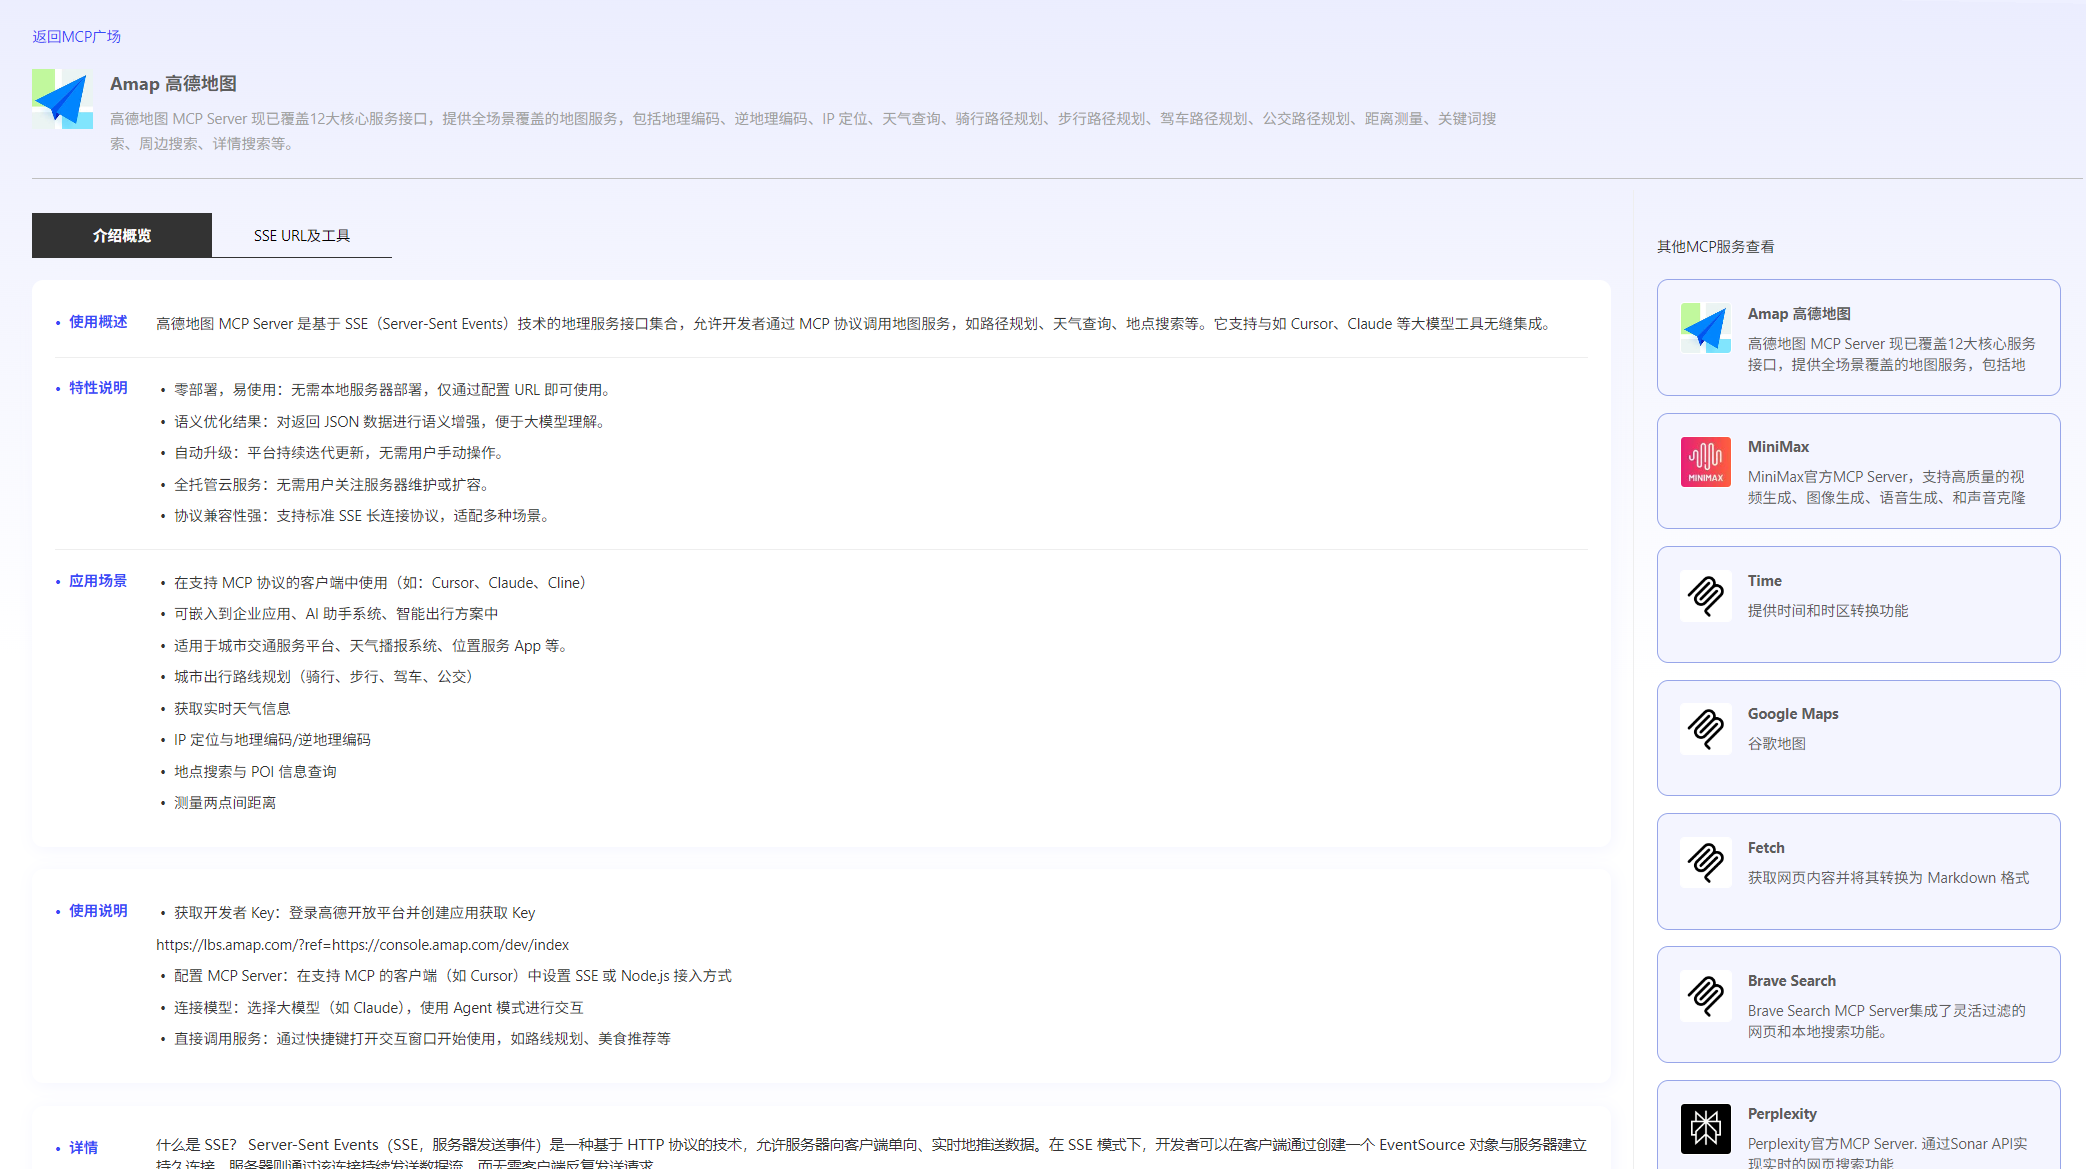 返回MCP广场
Amap 高德地图
高德地图 MCP Server 现已覆盖12大核心服务接口，提供全场景覆盖的地图服务，包括地理编码、逆地理编码、IP 定位、天气查询、骑行路径规划、步行路径规划、驾车路径规划、公交路径规划、距离测量、关键词搜
索、周边搜索、详情搜索等。
介绍概览
SSE URL及工具
• 使用概述
高德地图 MCP Server 是基于 SSE（Server-Sent Events）技术的地理服务接口集合，允许开发者通过 MCP 协议调用地图服务，如路径规划、天气查询、地点搜索等。它支持与如 Cursor、Claude 等大模型工具无缝集成。
• 特性说明
• 零部署，易使用：无需本地服务器部署，仅通过配置 URL 即可使用。
• 语义优化结果：对返回 JSON 数据进行语义增强，便于大模型理解。
• 自动升级：平台持续迭代更新，无需用户手动操作。
• 全托管云服务：无需用户关注服务器维护或扩容。
• 协议兼容性强：支持标准 SSE 长连接协议，适配多种场景。
• 应用场景
• 在支持 MCP 协议的客户端中使用（如：Cursor、Claude、Cline）
• 可嵌入到企业应用、AI 助手系统、智能出行方案中
• 适用于城市交通服务平台、天气播报系统、位置服务 App 等。
• 城市出行路线规划（骑行、步行、驾车、公交）
• 获取实时天气信息
• IP 定位与地理编码/逆地理编码
• 地点搜索与 POI 信息查询
• 测量两点间距离
• 使用说明
• 获取开发者 Key：登录高德开放平台并创建应用获取 Key
https://lbs.amap.com/?ref=https://console.amap.com/dev/index
• 配置 MCP Server：在支持 MCP 的客户端（如 Cursor）中设置 SSE 或 Node.js 接入方式
• 连接模型：选择大模型（如 Claude），使用 Agent 模式进行交互
• 直接调用服务：通过快捷键打开交互窗口开始使用，如路线规划、美食推荐等
• 详情
什么是 SSE？ Server-Sent Events（SSE，服务器发送事件）是一种基于 HTTP 协议的技术，允许服务器向客户端单向、实时地推送数据。在 SSE 模式下，开发者可以在客户端通过创建一个 EventSource 对象与服务器建立
持久连接，服务器则通过该连接持续发送数据流，而无需客户端反复发送请求
其他MCP服务查看
Amap 高德地图
高德地图 MCP Server 现已覆盖12大核心服务
接口，提供全场景覆盖的地图服务，包括地
MINIMAX
MiniMax
MiniMax官方MCP Server，支持高质量的视
频生成、图像生成、语音生成、和声音克隆
Time
提供时间和时区转换功能
Google Maps
谷歌地图
Fetch
获取网页内容并将其转换为 Markdown 格式
Brave Search
Brave Search MCP Server集成了灵活过滤的
网页和本地搜索功能。
Perplexity
Perplexity官方MCP Server. 通过Sonar API实
现实时的网页搜索功能